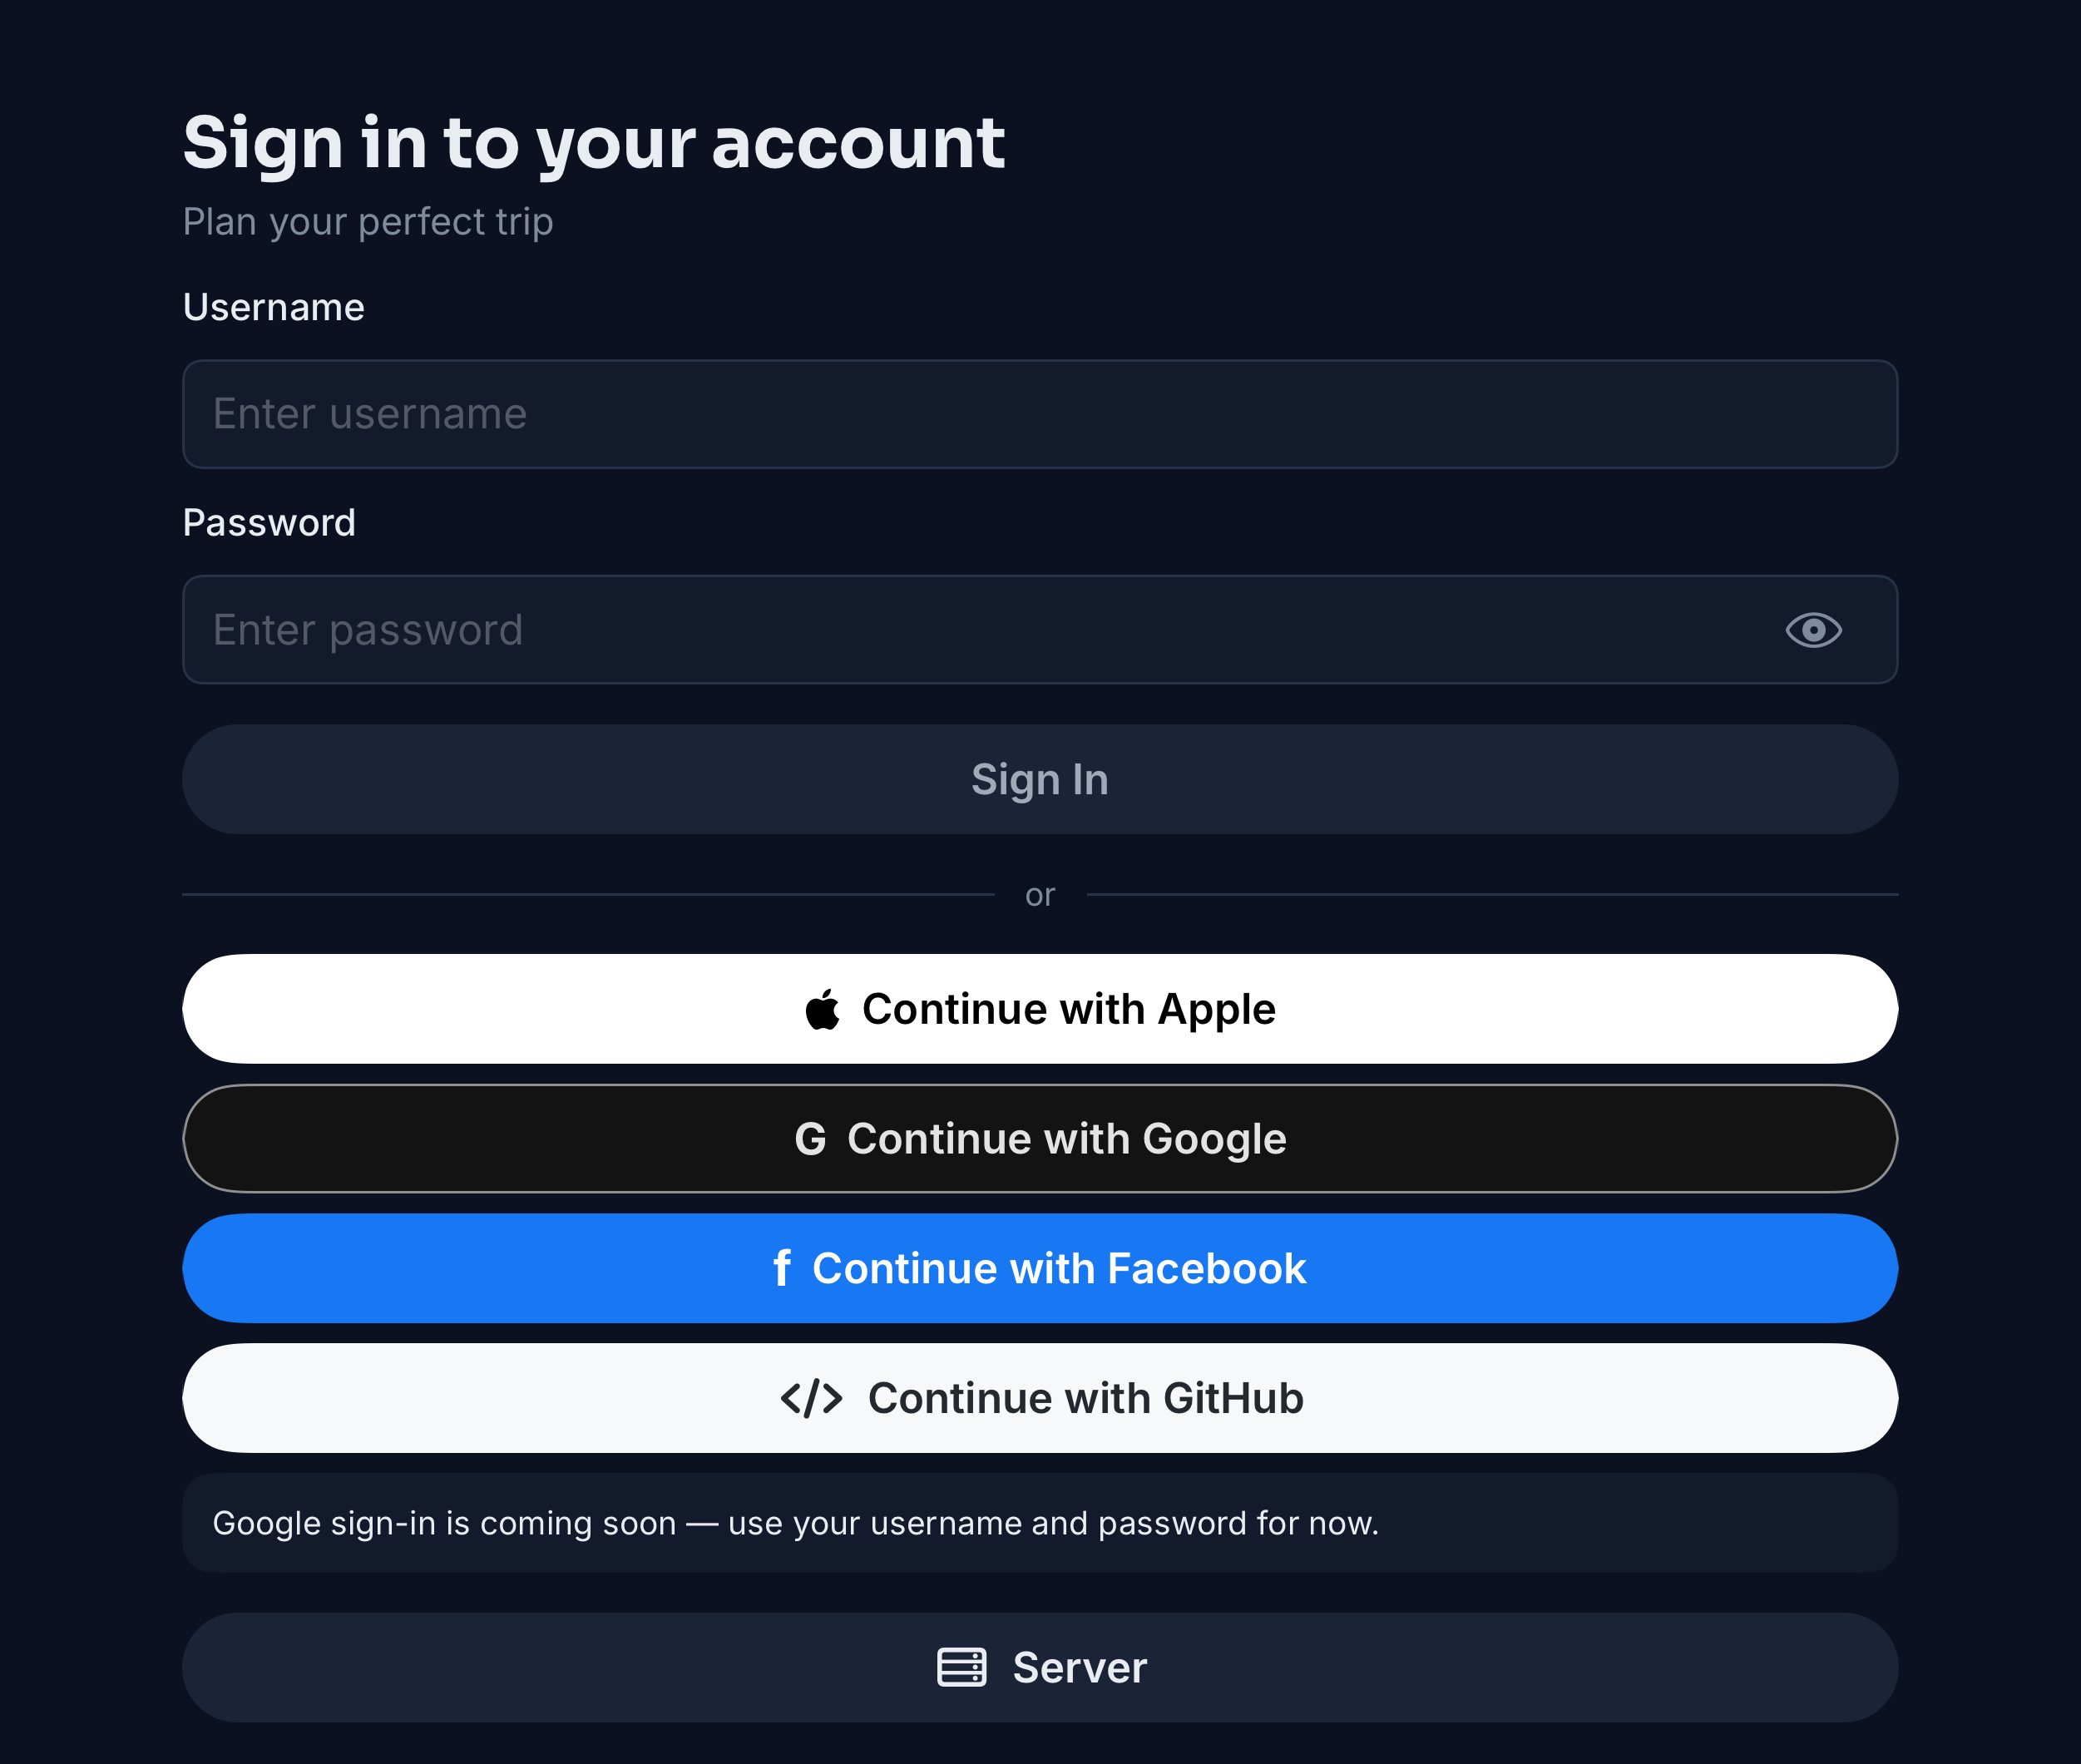 Sign in to your account
Plan your perfect trip
Username
Enter username
Password
Enter password
Sign In
or
Continue with Apple
G Continue with Google
f Continue with Facebook
</> Continue with GitHub
Google sign-in is coming soon — use your username and password for now.
Server